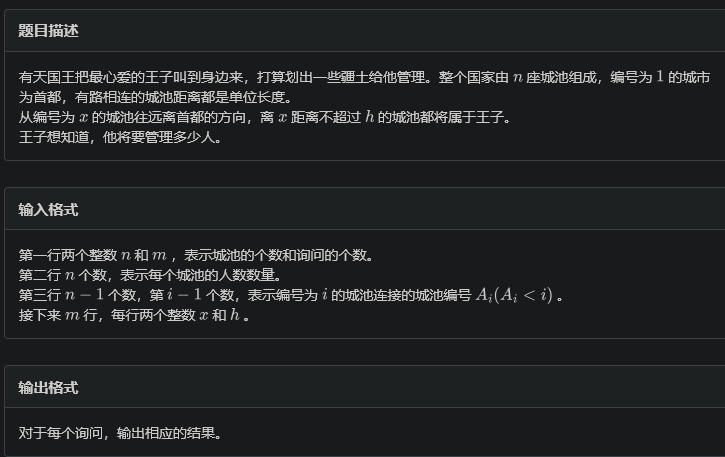 题目描述
有天国王把最心爱的王子叫到身边来，打算划出一些疆土给他管理。整个国家由 n 座城池组成，编号为 1 的城市
为首都，有路相连的城池距离都是单位长度。
从编号为 x 的城池往远离首都的方向，离 x 距离不超过 h 的城池都将属于王子。
王子想知道，他将要管理多少人。
输入格式
第一行两个整数 n 和 m ，表示城池的个数和询问的个数。
第二行 n 个数，表示每个城池的人数数量。
第三行 n − 1 个数，第 i − 1 个数，表示编号为 i 的城池连接的城池编号 A_i(A_i < i) 。
接下来 m 行，每行两个整数 x 和 h 。
输出格式
对于每个询问，输出相应的结果。